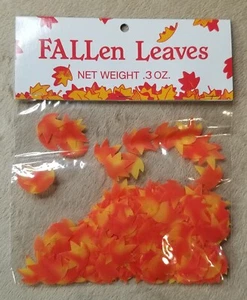 FALLen Leaves
NET WEIGHT .3 OZ.